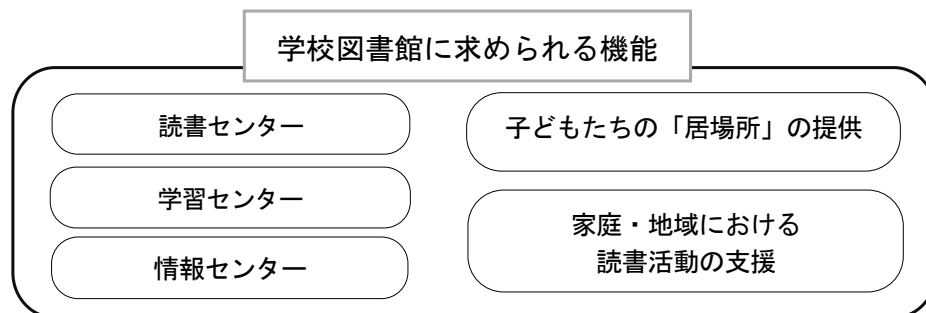 学校図書館に求められる機能
読書センター
学習センター
情報センター
子どもたちの「居場所」の提供
家庭・地域における
読書活動の支援